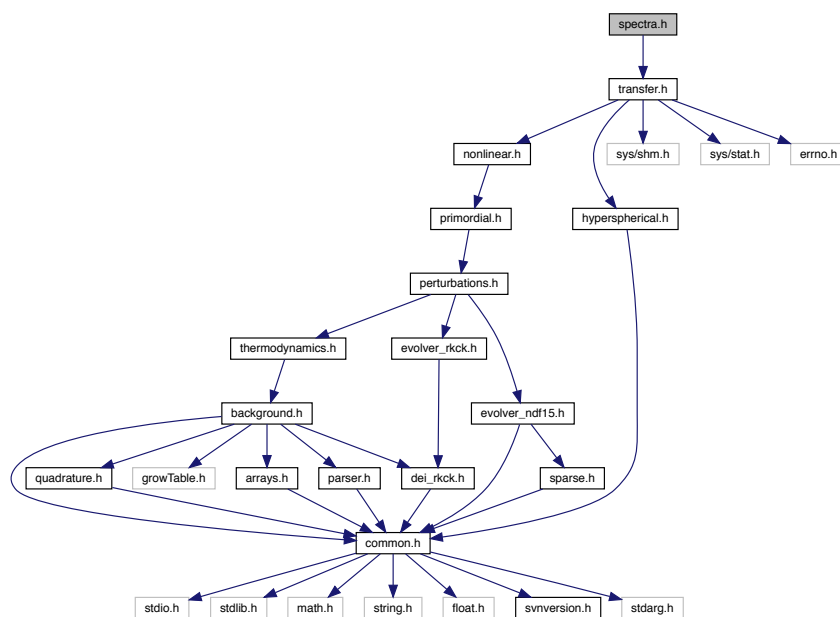 spectra.h
transfer.h
nonlinear.h
sys/shm.h
sys/stat.h
errno.h
primordial.h
hyperspherical.h
perturbations.h
thermodynamics.h
evolver_rkck.h
background.h
evolver_ndf15.h
quadrature.h
growTable.h
arrays.h
parser.h
dei_rkck.h
sparse.h
common.h
stdio.h
stdlib.h
math.h
string.h
float.h
svnversion.h
stdarg.h